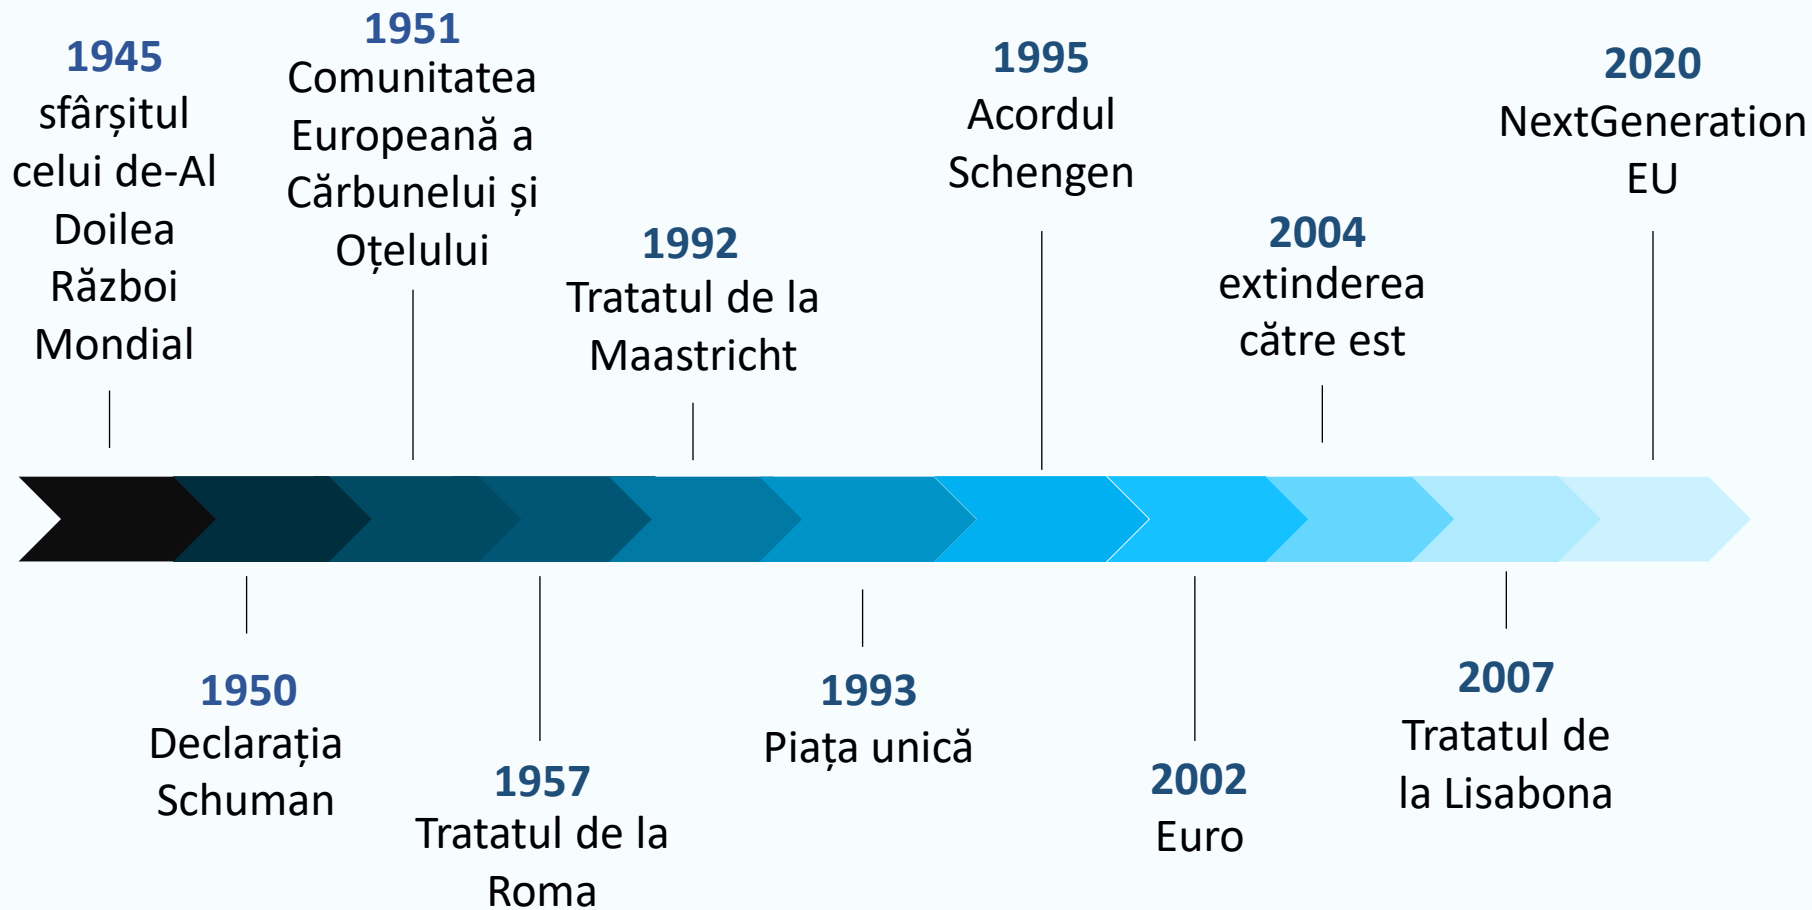 1945
sfârșitul
celui de-Al
Doilea
Război
Mondial
1950
Declarația
Schuman
1951
Comunitatea
Europeană a
Cărbunelui și
Oțelului
1957
Tratatul de la
Roma
1992
Tratatul de la
Maastricht
1993
Piața unică
1995
Acordul
Schengen
2002
Euro
2004
extinderea
către est
2007
Tratatul de
la Lisabona
2020
NextGeneration
EU